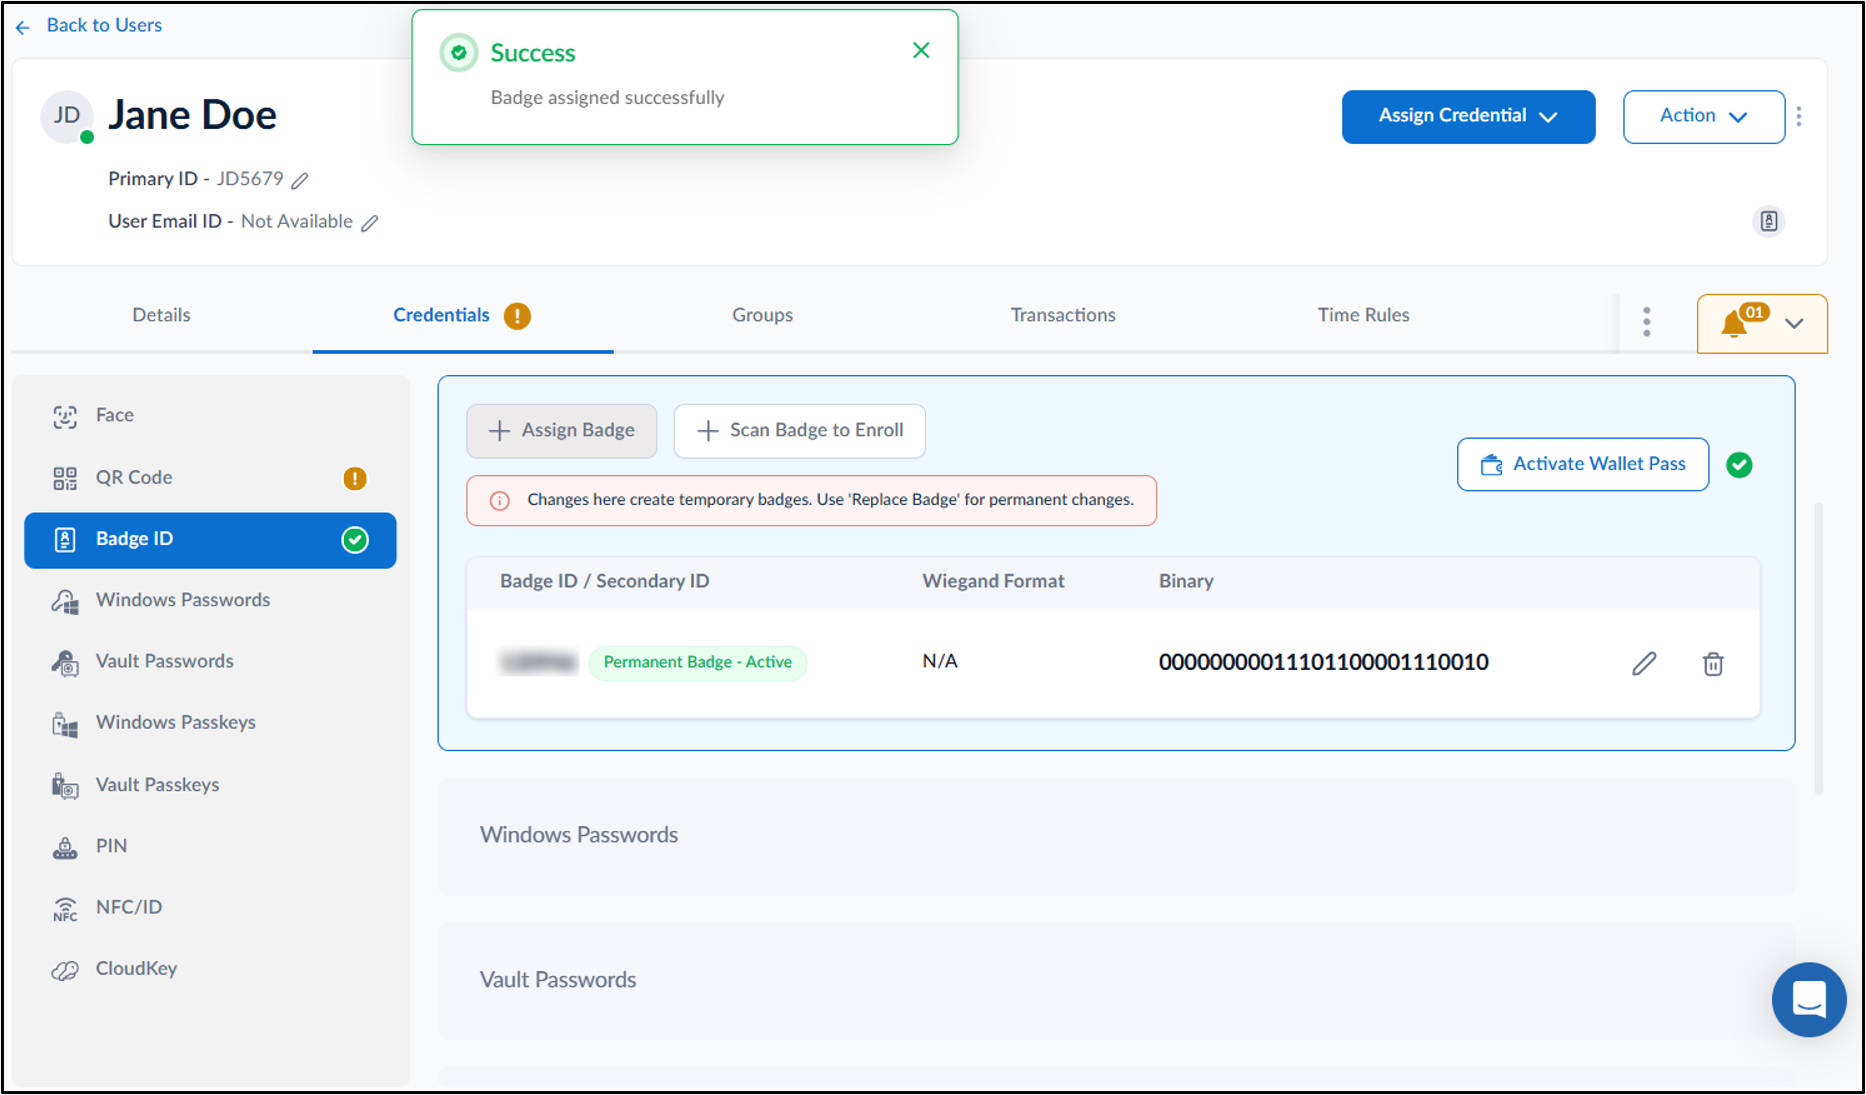 Back to Users
Success
Badge assigned successfully
JD
Jane Doe
Assign Credential
Action
Primary ID - JD5679
User Email ID - Not Available
Details
Credentials
Groups
Transactions
Time Rules
01
Face
QR Code
Badge ID
Windows Passwords
Vault Passwords
Windows Passkeys
Vault Passkeys
PIN
NFC
NFC/ID
CloudKey
Assign Badge
Scan Badge to Enroll
Activate Wallet Pass
Changes here create temporary badges. Use 'Replace Badge' for permanent changes.
Badge ID / Secondary ID
Wiegand Format
Binary
Permanent Badge - Active
N/A
00000000011101100001110010
Windows Passwords
Vault Passwords